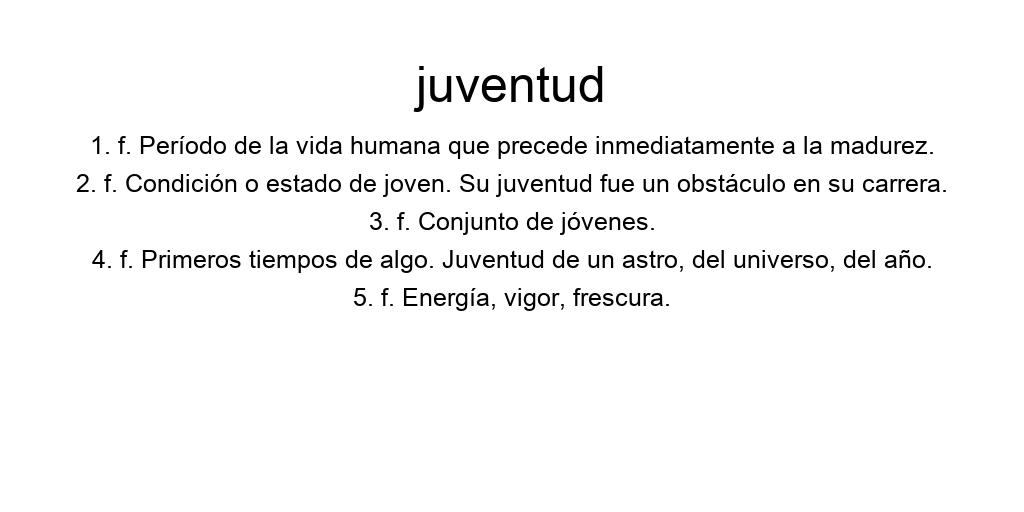 juventud
1. f. Período de la vida humana que precede inmediatamente a la madurez.
2. f. Condición o estado de joven. Su juventud fue un obstáculo en su carrera.
3. f. Conjunto de jóvenes.
4. f. Primeros tiempos de algo. Juventud de un astro, del universo, del año.
5. f. Energía, vigor, frescura.